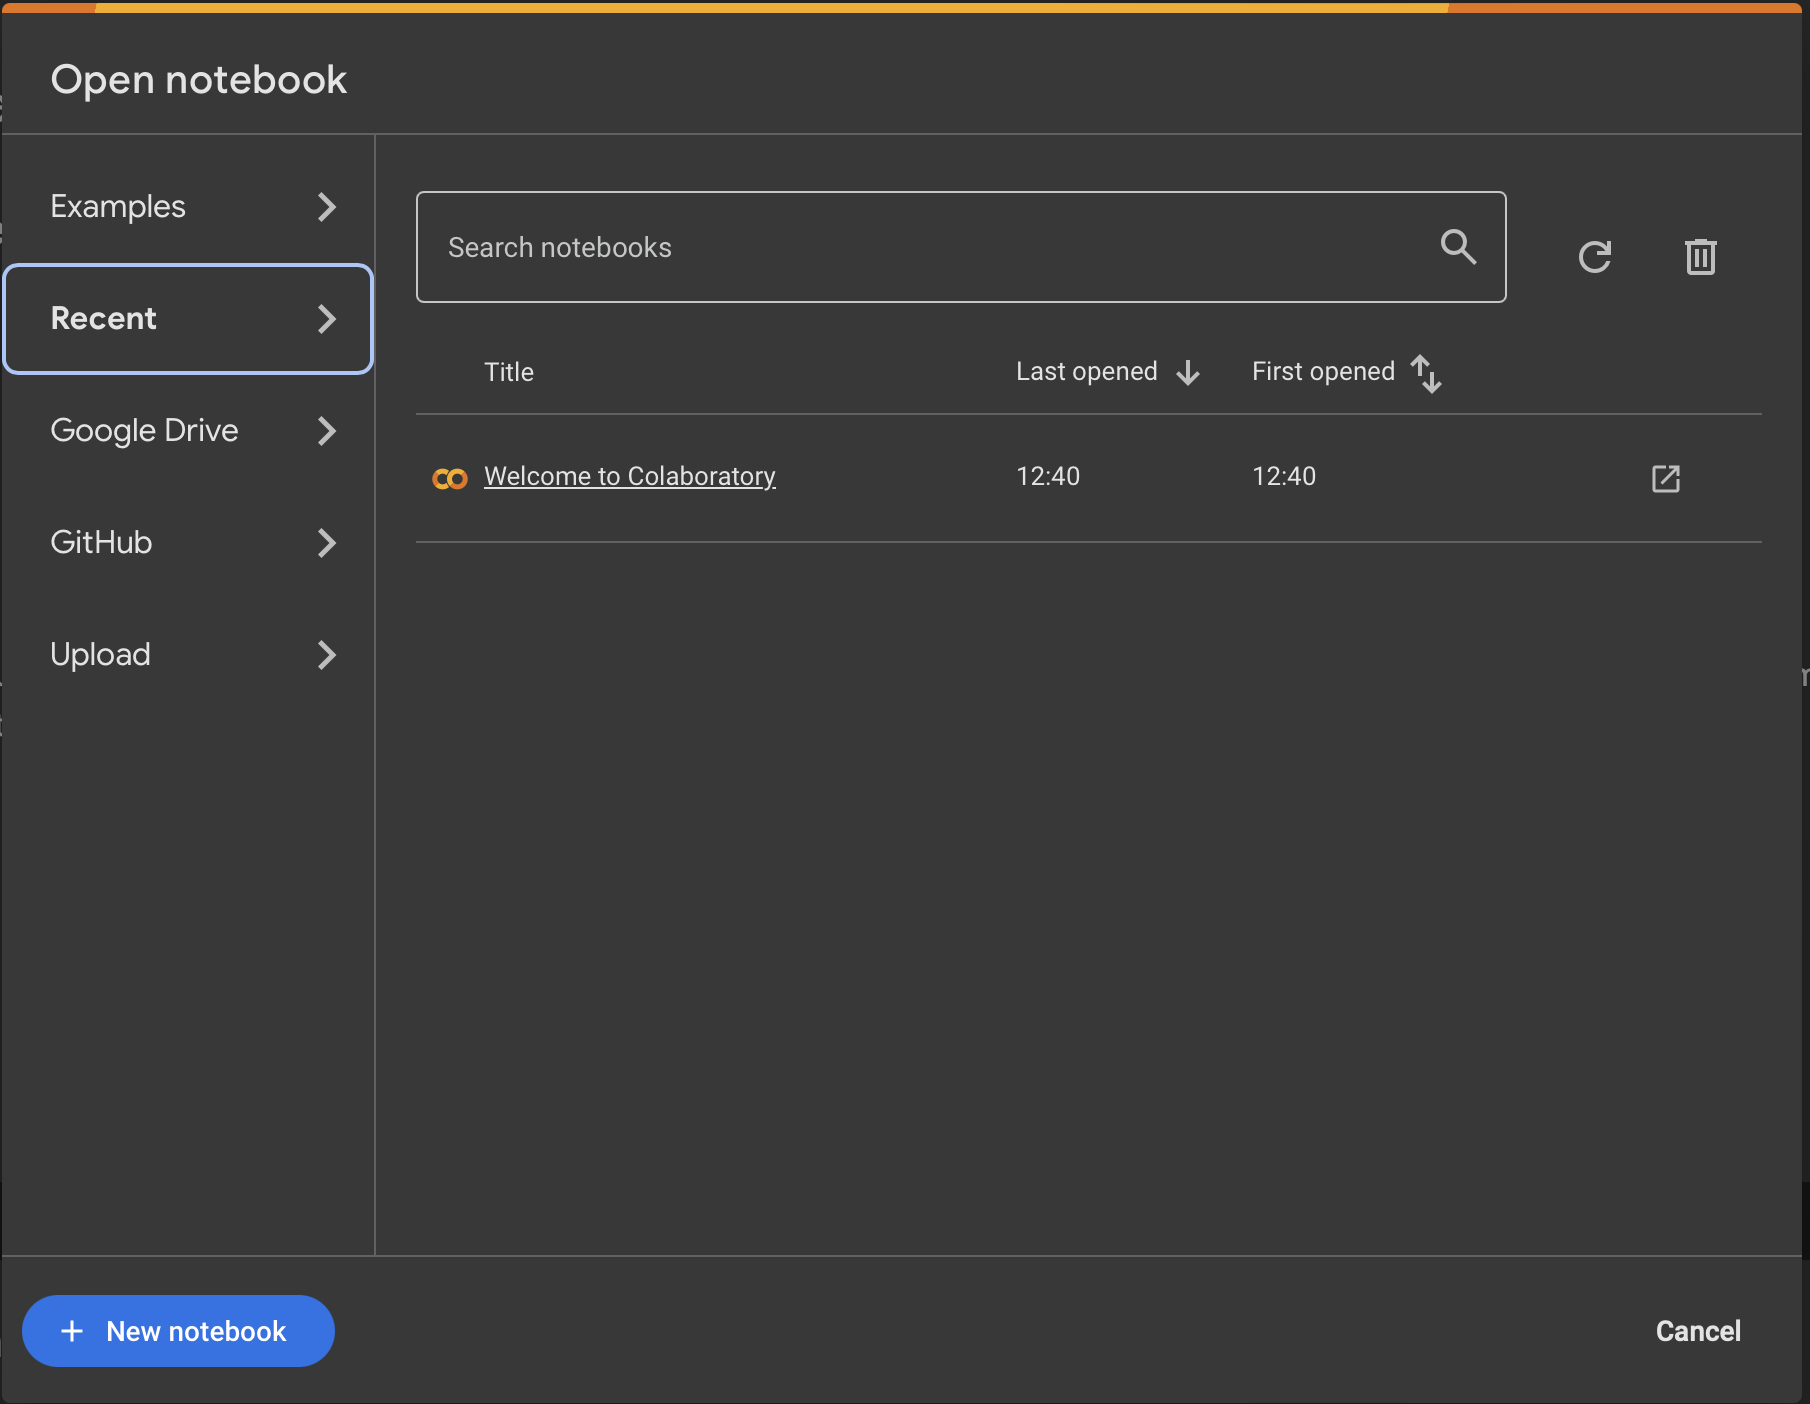 Open notebook
Examples
Recent
Google Drive
GitHub
Upload
Search notebooks
Title Last opened First opened
Welcome to Colaboratory 12:40 12:40
+ New notebook
Cancel